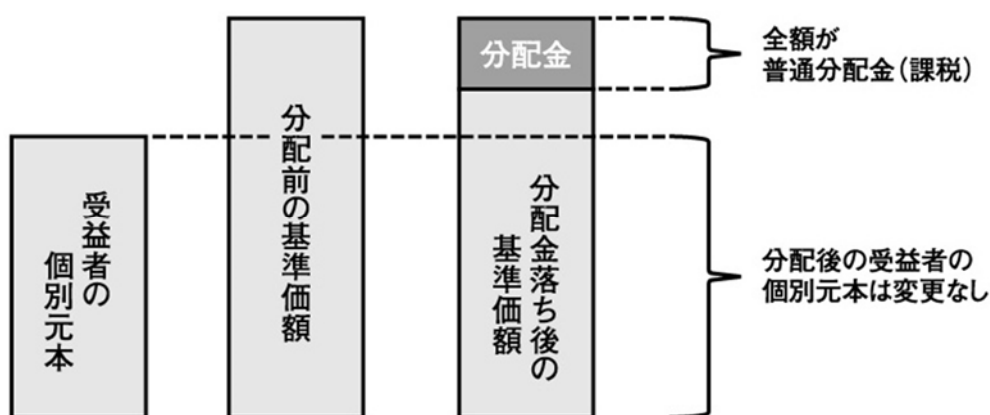 受益者の
個別元本
分配前の基準価額
分配金
分配金落ち後の
基準価額
全額が
普通分配金（課税）
分配後の受益者の
個別元本は変更なし